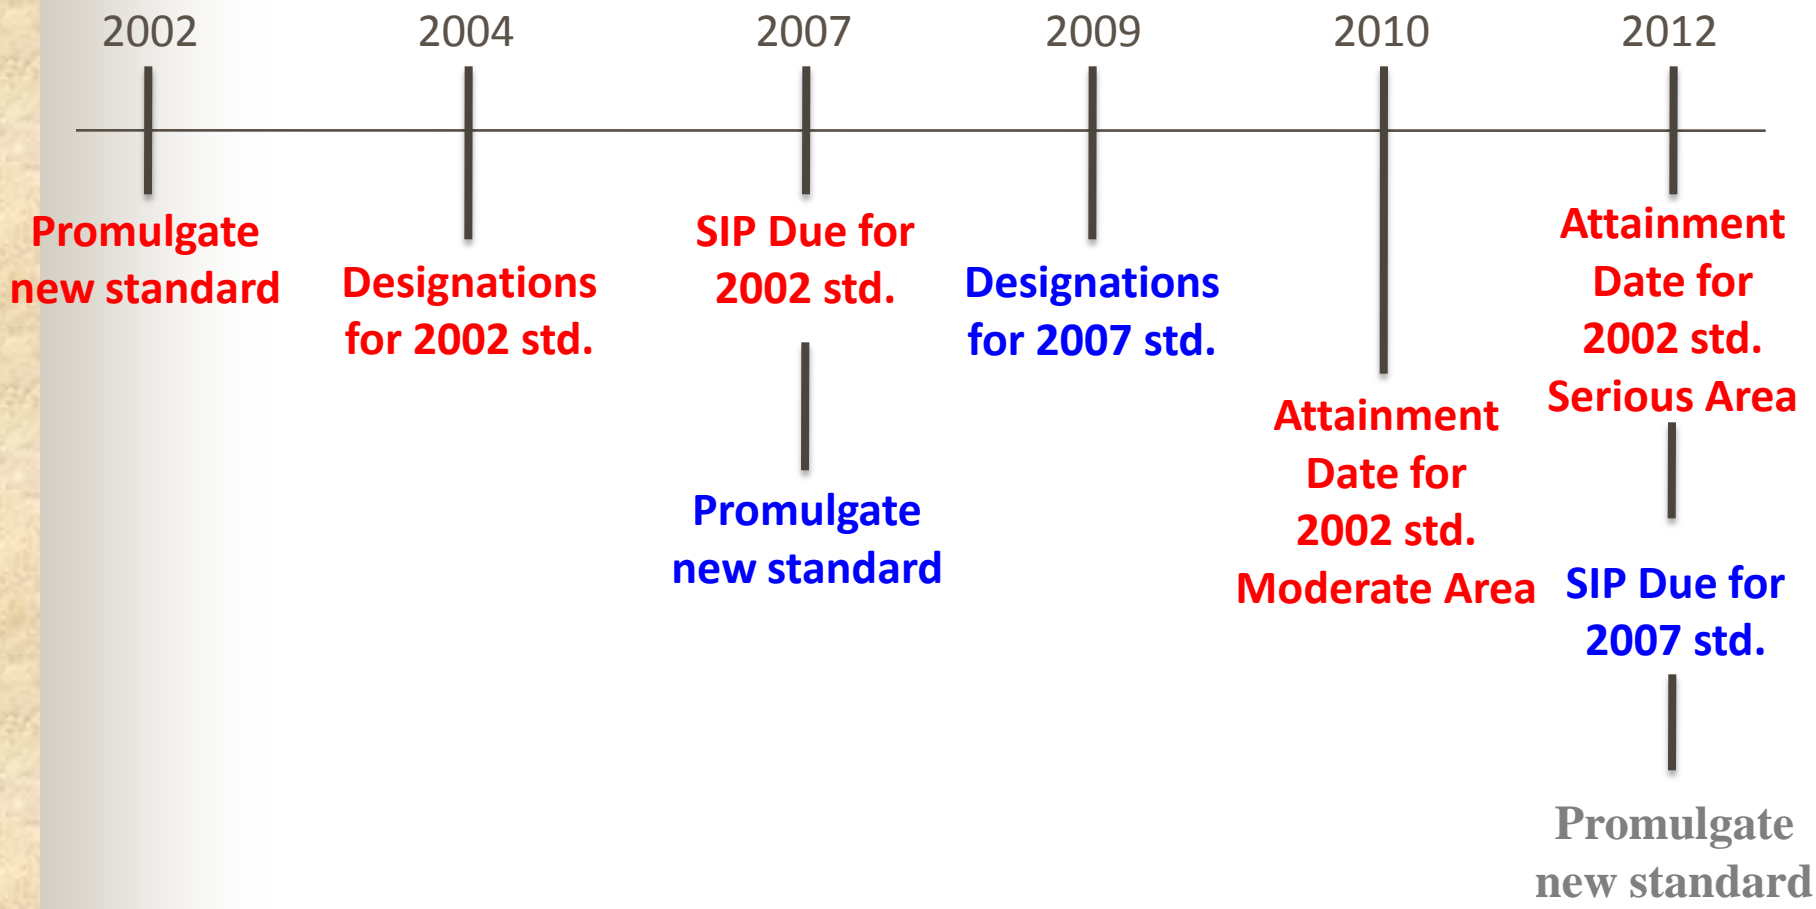 2002
2004
2007
2009
2010
2012
Promulgate
new standard
Designations
for 2002 std.
SIP Due for
2002 std.
Promulgate
new standard
Designations
for 2007 std.
Attainment
Date for
2002 std.
Moderate Area
Attainment
Date for
2002 std.
Serious Area
SIP Due for
2007 std.
Promulgate
new standard